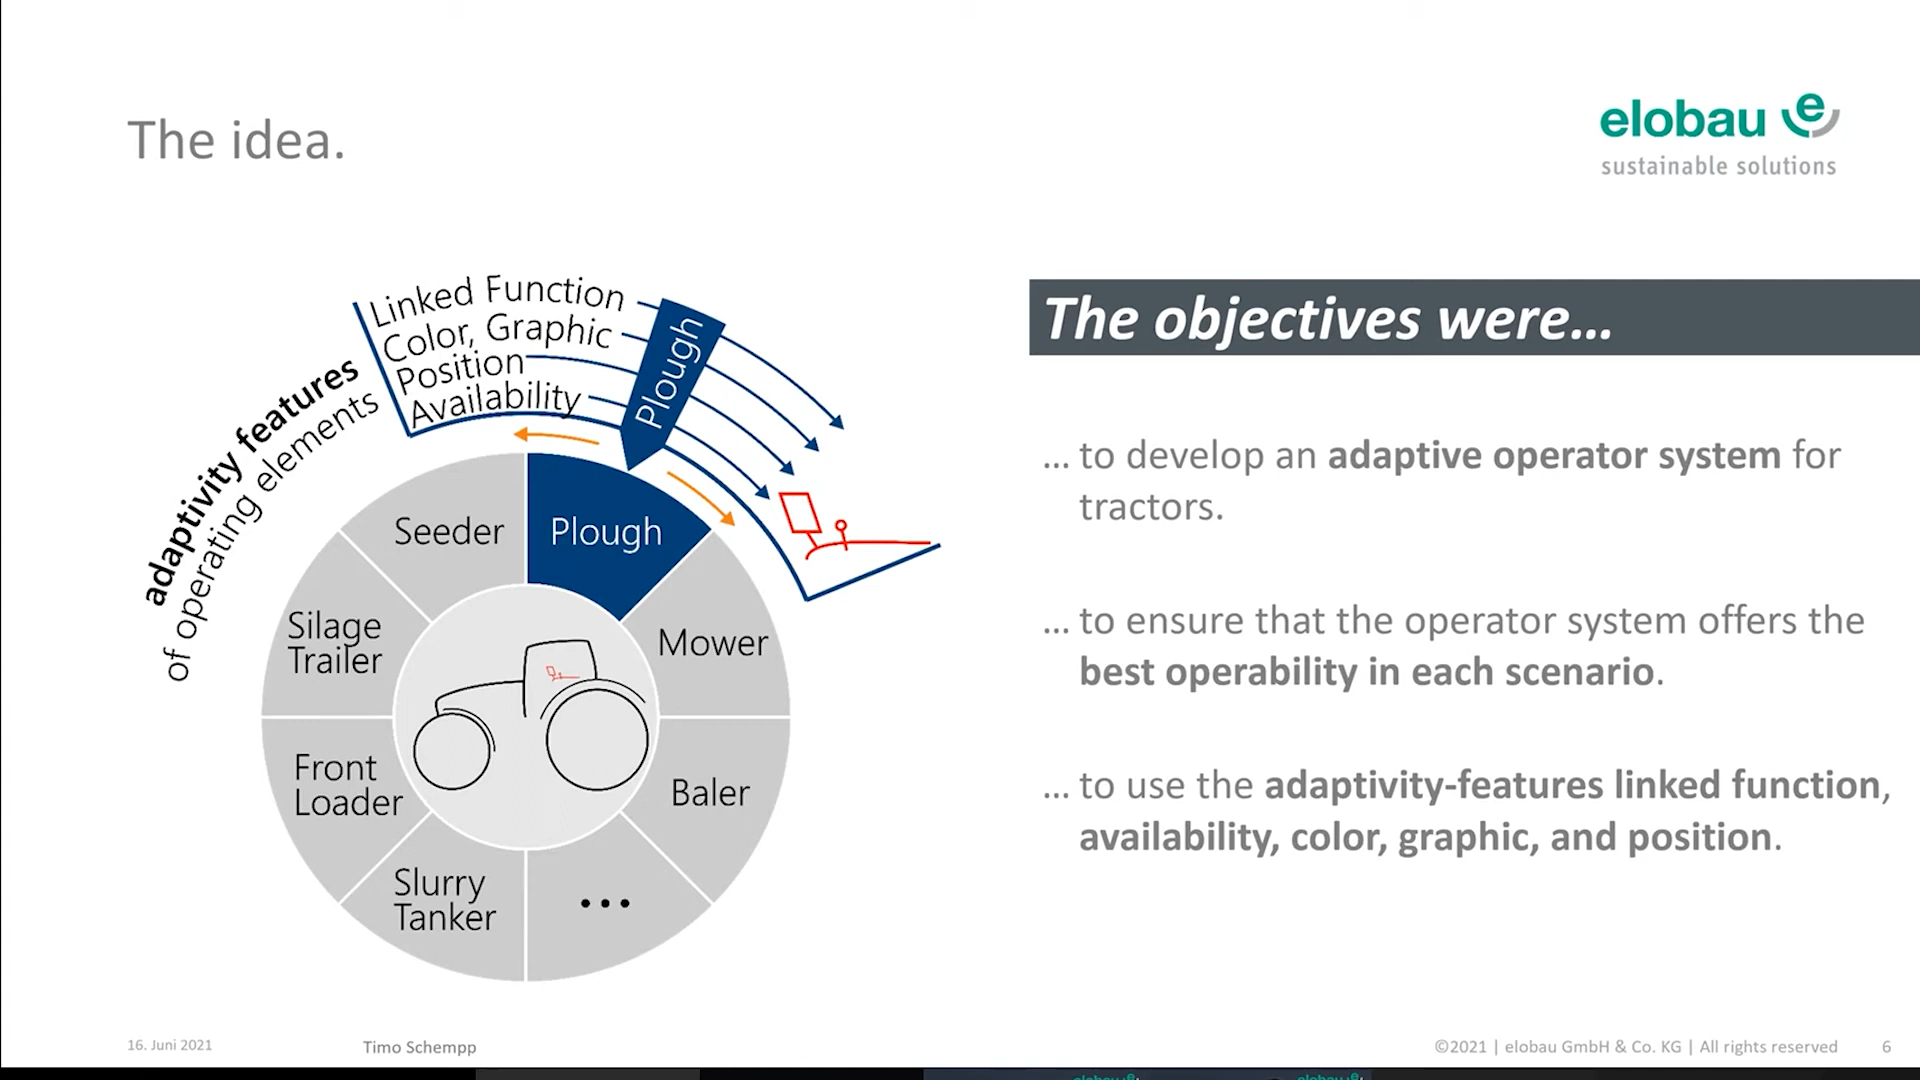 The idea.
elobau e
sustainable solutions
adaptivity features
of operating elements
Linked Function
Color, Graphic
Position
Availability
Plough
Seeder
Plough
Silage
Trailer
Mower
Front
Loader
Baler
Slurry
Tanker
...
The objectives were...
... to develop an adaptive operator system for
tractors.
... to ensure that the operator system offers the
best operability in each scenario.
... to use the adaptivity-features linked function,
availability, color, graphic, and position.
16. Juni 2021
Timo Schempp
©2021 | elobau GmbH & Co. KG | All rights reserved
6
elobau e
elobau e